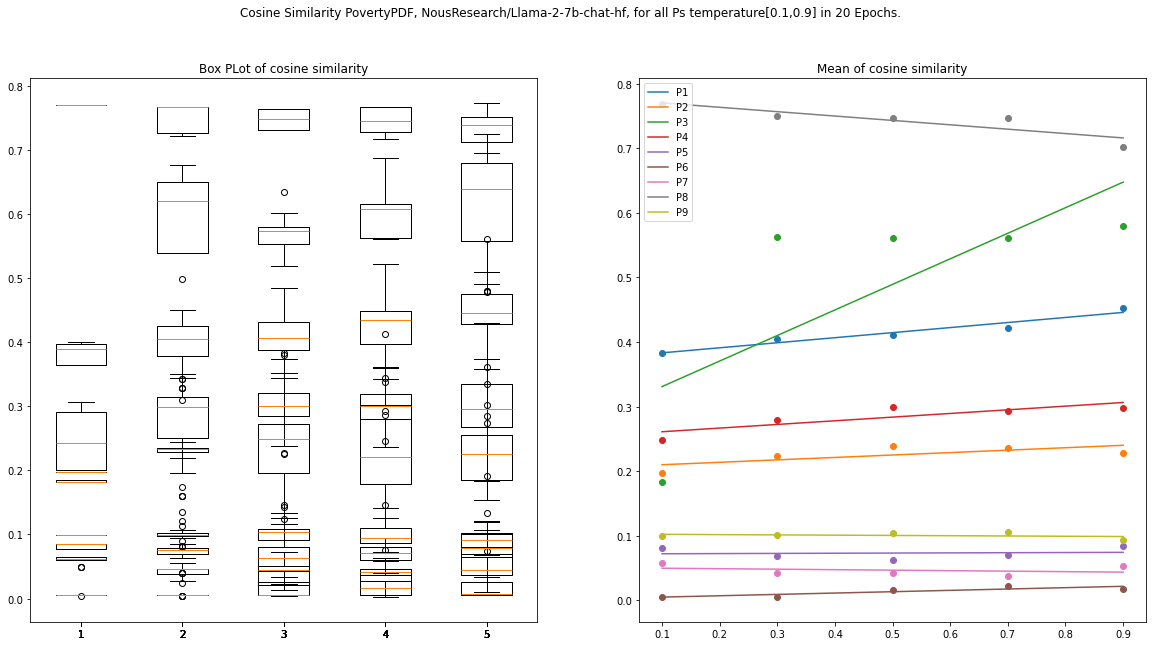 Cosine Similarity PovertyPDF, NousResearch/Llama-2-7b-chat-hf, for all Ps temperature[0.1,0.9] in 20 Epochs.
Box PLot of cosine similarity
0.8
0.7
0.6
0.5
0.4
0.3
0.2
0.1
0.0
1 2 3 4 5
Mean of cosine similarity
0.8
0.7
0.6
0.5
0.4
0.3
0.2
0.1
0.0
P1
P2
P3
P4
P5
P6
P7
P8
P9
0.1 0.2 0.3 0.4 0.5 0.6 0.7 0.8 0.9